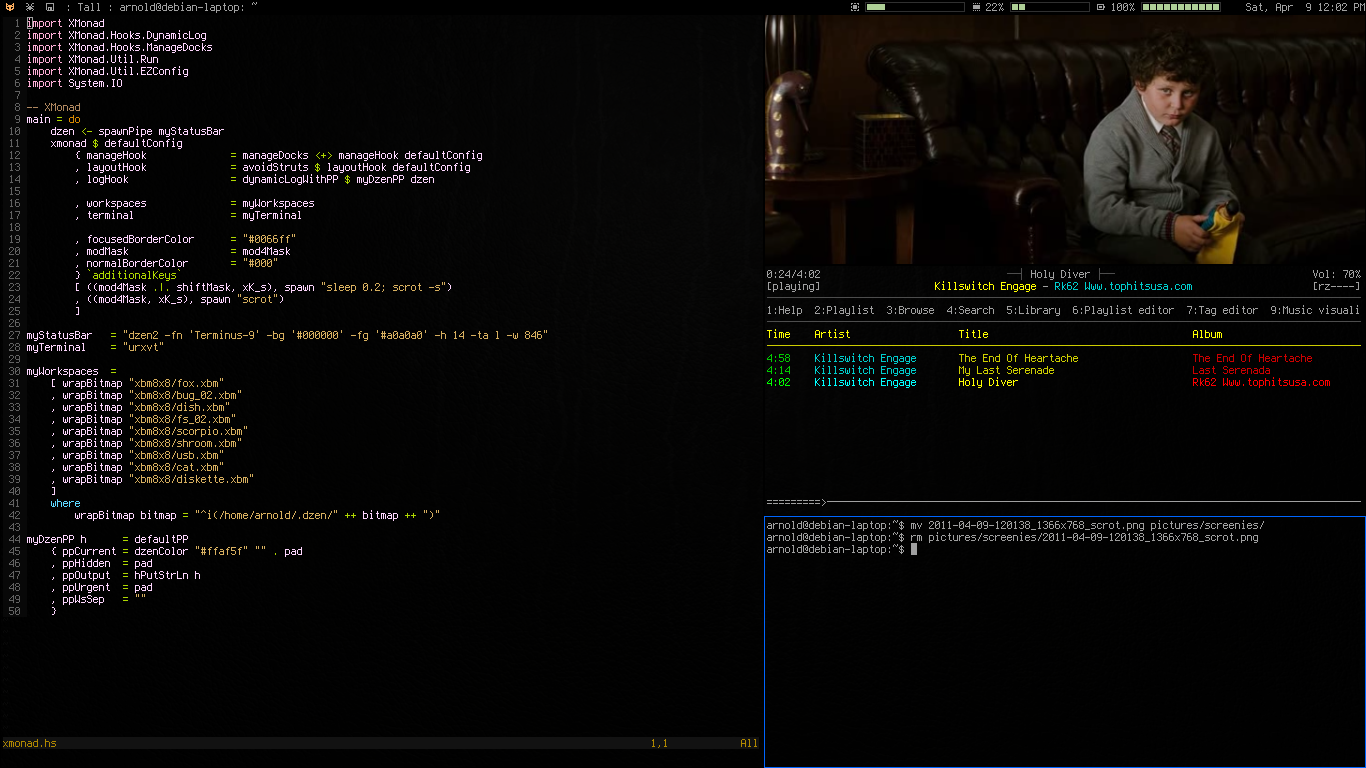 : Tall : arnold@debian-laptop: ~ 22% 100% Sat, Apr 9 12:02 PM
1 import XMonad
2 import XMonad.Hooks.DynamicLog
3 import XMonad.Hooks.ManageDocks
4 import XMonad.Util.Run
5 import XMonad.Util.EZConfig
6 import System.IO
7
8 -- XMonad
9 main = do
10 dzen <- spawnPipe myStatusBar
11 xmonad $ defaultConfig
12 { manageHook = manageDocks <+> manageHook defaultConfig
13 , layoutHook = avoidStruts $ layoutHook defaultConfig
14 , logHook = dynamicLogWithPP $ myDzenPP dzen
15
16 , workspaces = myWorkspaces
17 , terminal = myTerminal
18
19 , focusedBorderColor = "#0066ff"
20 , modMask = mod4Mask
21 , normalBorderColor = "#000"
22 } `additionalKeys`
23 [ ((mod4Mask .|. shiftMask, xK_s), spawn "sleep 0.2; scrot -s")
24 , ((mod4Mask, xK_s), spawn "scrot")
25 ]
26
27 myStatusBar = "dzen2 -fn 'Terminus-9' -bg '#000000' -fg '#a0a0a0' -h 14 -ta l -w 846"
28 myTerminal = "urxvt"
29
30 myWorkspaces =
31 [ wrapBitmap "xbm8x8/fox.xbm"
32 , wrapBitmap "xbm8x8/bug_02.xbm"
33 , wrapBitmap "xbm8x8/dish.xbm"
34 , wrapBitmap "xbm8x8/fs_02.xbm"
35 , wrapBitmap "xbm8x8/scorpio.xbm"
36 , wrapBitmap "xbm8x8/shroom.xbm"
37 , wrapBitmap "xbm8x8/usb.xbm"
38 , wrapBitmap "xbm8x8/cat.xbm"
39 , wrapBitmap "xbm8x8/diskette.xbm"
40 ]
41 where
42 wrapBitmap bitmap = "^i(/home/arnold/.dzen/" ++ bitmap ++ ")"
43
44 myDzenPP h = defaultPP
45 { ppCurrent = dzenColor "#ffaf5f" "" . pad
46 , ppHidden = pad
47 , ppOutput = hPutStrLn h
48 , ppUrgent = pad
49 , ppWsSep = ""
50 }
xmonad.hs 1,1 All
0:24/4:02 ─┤ Holy Diver ├─ Vol: 70%
[playing] Killswitch Engage - Rk62 Www.tophitsusa.com [rz----]
1:Help 2:Playlist 3:Browse 4:Search 5:Library 6:Playlist editor 7:Tag editor 9:Music visuali
Time Artist Title Album
4:58 Killswitch Engage The End Of Heartache The End Of Heartache
4:14 Killswitch Engage My Last Serenade Last Serenada
4:02 Killswitch Engage Holy Diver Rk62 Www.tophitsusa.com
=========>
arnold@debian-laptop:~$ mv 2011-04-09-120138_1366x768_scrot.png pictures/screenies/
arnold@debian-laptop:~$ rm pictures/screenies/2011-04-09-120138_1366x768_scrot.png
arnold@debian-laptop:~$